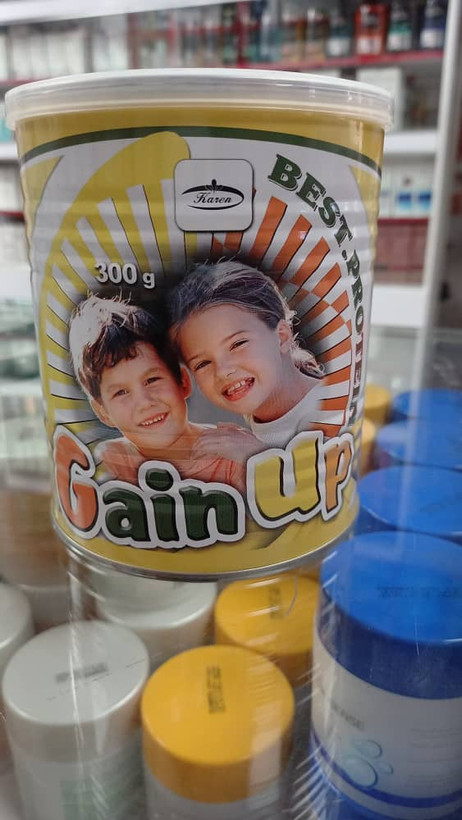 Karen
BEST.PROTEIN
300 g
Gain Up